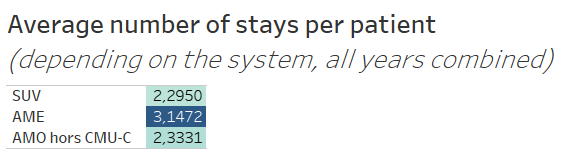 Average number of stays per patient
(depending on the system, all years combined)
SUV 2,2950
AME 3,1472
AMO hors CMU-C 2,3331